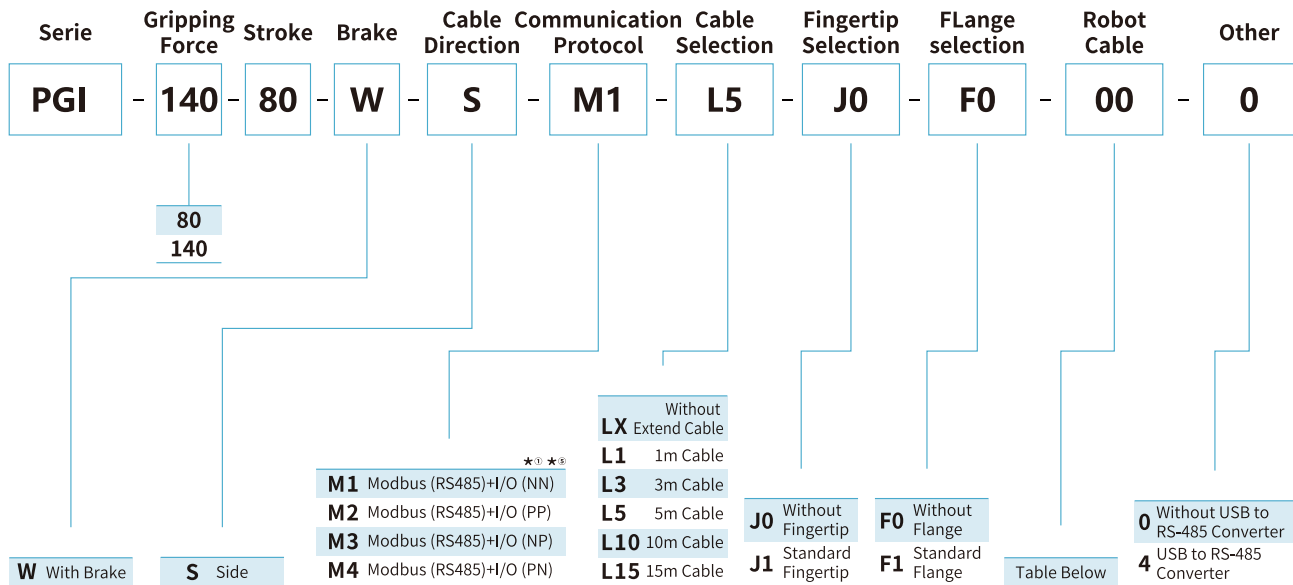 Serie
Gripping
Force
Stroke
Brake
Cable
Direction
Communication
Protocol
Cable
Selection
Fingertip
Selection
FLange
selection
Robot
Cable
Other
PGI - 140 - 80 - W - S - M1 - L5 - J0 - F0 - 00 - 0
80
140
W With Brake
S Side
★① ★⑤
M1 Modbus (RS485)+I/O (NN)
M2 Modbus (RS485)+I/O (PP)
M3 Modbus (RS485)+I/O (NP)
M4 Modbus (RS485)+I/O (PN)
LX Without
Extend Cable
L1 1m Cable
L3 3m Cable
L5 5m Cable
L10 10m Cable
L15 15m Cable
J0 Without
Fingertip
J1 Standard
Fingertip
F0 Without
Flange
F1 Standard
Flange
Table Below
0 Without USB to
RS-485 Converter
4 USB to RS-485
Converter